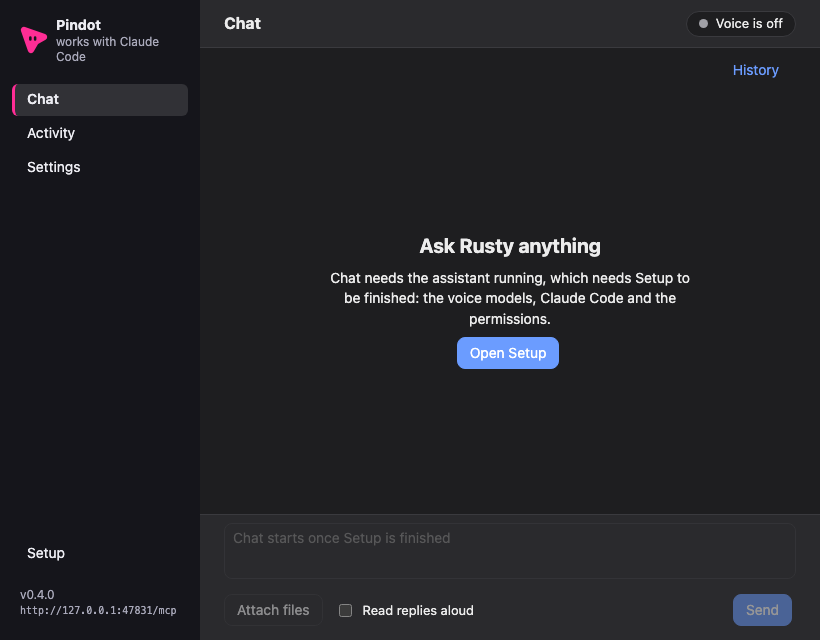 Pindot
works with Claude
Code
Chat
Activity
Settings
Setup
v0.4.0
http://127.0.0.1:47831/mcp
Chat
Voice is off
History
Ask Rusty anything
Chat needs the assistant running, which needs Setup to
be finished: the voice models, Claude Code and the
permissions.
Open Setup
Chat starts once Setup is finished
Attach files
Read replies aloud
Send